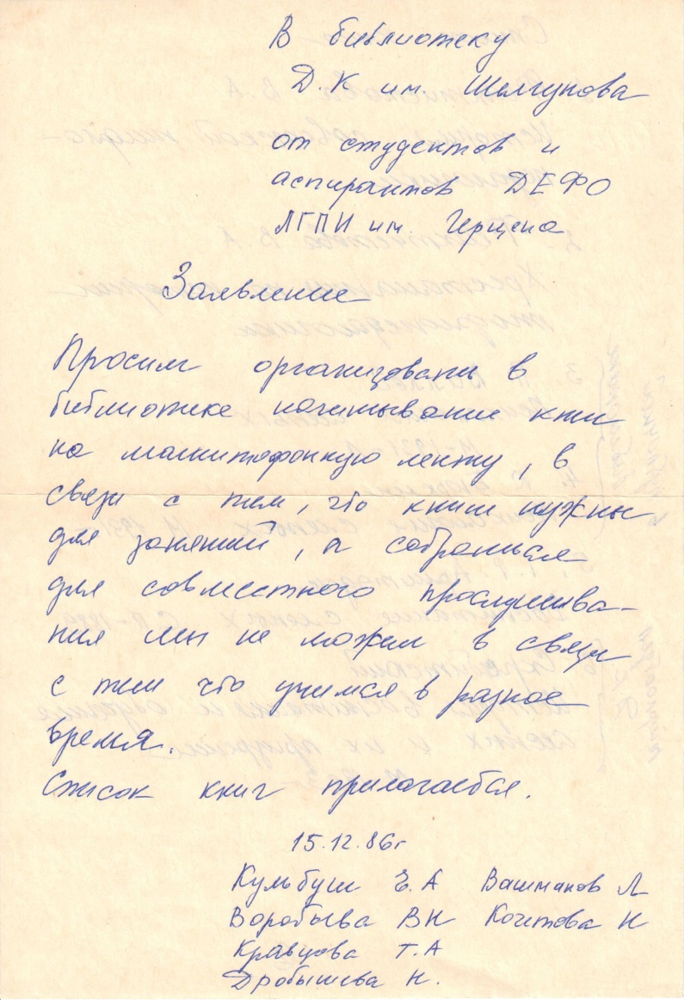 В библиотеку
Д.К им. Шелгунова
от студентов и
аспирантов ДЕФО
ЛГПИ им. Герцена
Заявление
Просим организовать в
библиотеке начитывание книг
на магнитофонную ленту, в
связи с тем, что книги нужны
для занятий, а собраться
для совместного прослушива-
ния мы не можем в связи
с тем что учимся в разное
время.
Список книг прилагается.
15.12.86г
Кульбуш Е.А Вашманов Л
Воробьева ВН Кочетова Н
Кравцова Т.А
Дробышева Н.